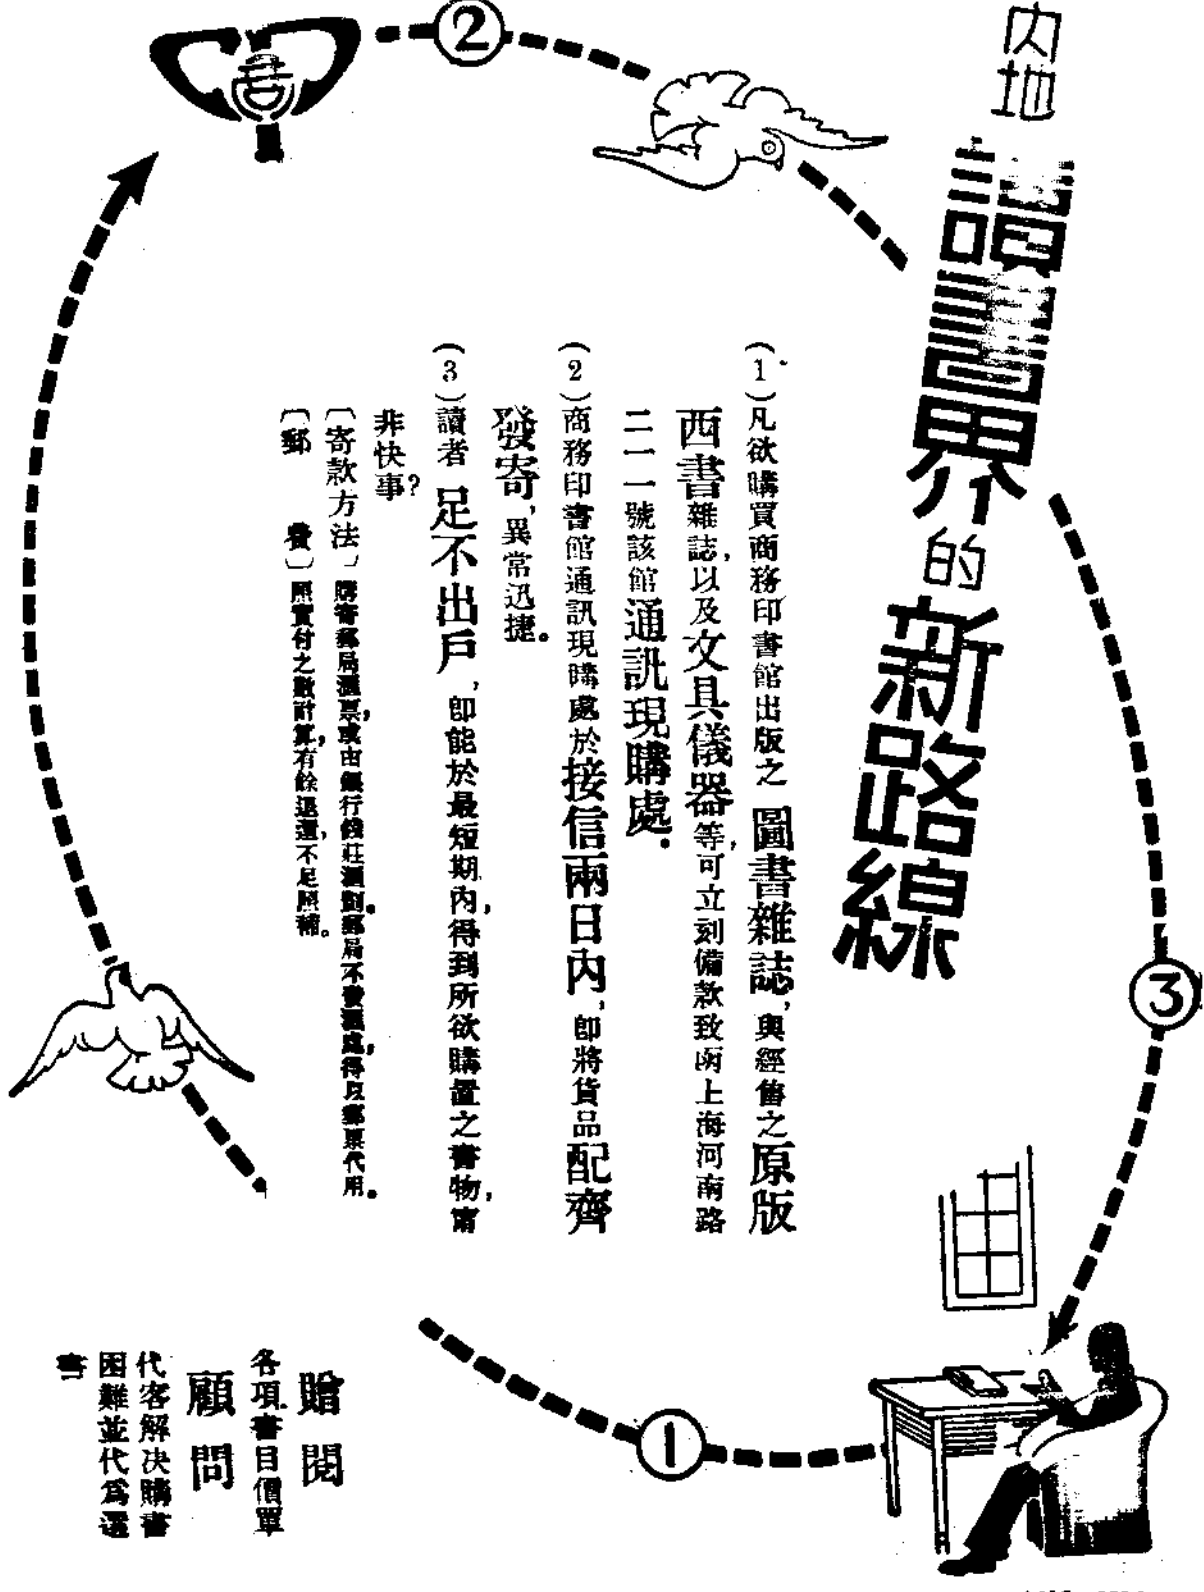 內地讀書界的新路線
(1)凡欲購買商務印書館出版之圖書雜誌,與經售之原版
西書雜誌,以及文具儀器等,可立刻備款致函上海河南路
二一一號該館通訊現購處.
(2)商務印書館通訊現購處於接信兩日內,卽將貨品配齊
發寄,異常迅捷。
(3)讀者足不出戶,卽能於最短期內,得到所欲購置之書物,甯
非快事?
〔寄款方法〕購寄郵局滙票,或由銀行錢莊滙劃。郵局不發滙處,得以郵票代用。
〔郵 費〕照實付之數計算,有餘退還,不足照補。
贈閱
各項書目價單
顧問
代客解决購書
困難並代爲選
書
①
②
③